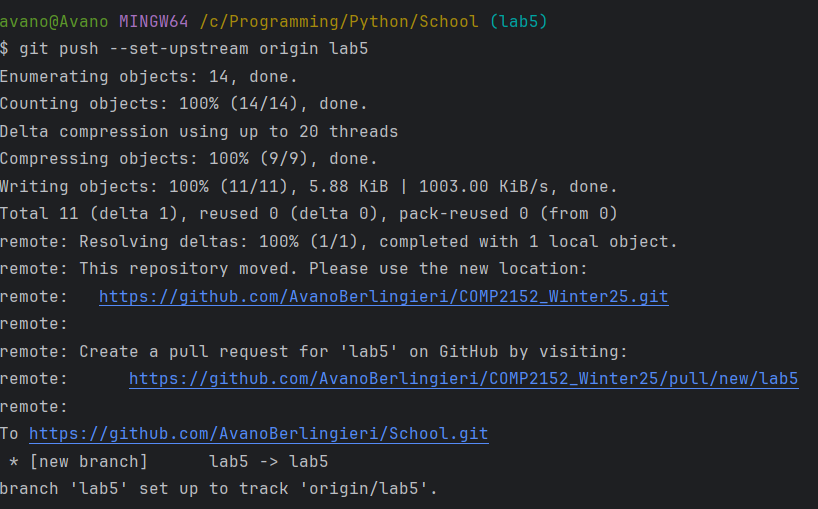 avano@Avano MINGW64 /c/Programming/Python/School (lab5)
$ git push --set-upstream origin lab5
Enumerating objects: 14, done.
Counting objects: 100% (14/14), done.
Delta compression using up to 20 threads
Compressing objects: 100% (9/9), done.
Writing objects: 100% (11/11), 5.88 KiB | 1003.00 KiB/s, done.
Total 11 (delta 1), reused 0 (delta 0), pack-reused 0 (from 0)
remote: Resolving deltas: 100% (1/1), completed with 1 local object.
remote: This repository moved. Please use the new location:
remote:   https://github.com/AvanoBerlingieri/COMP2152_Winter25.git
remote:
remote: Create a pull request for 'lab5' on GitHub by visiting:
remote:      https://github.com/AvanoBerlingieri/COMP2152_Winter25/pull/new/lab5
remote:
To https://github.com/AvanoBerlingieri/School.git
 * [new branch]      lab5 -> lab5
branch 'lab5' set up to track 'origin/lab5'.